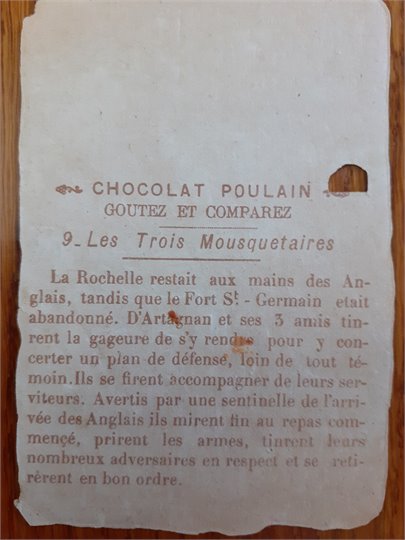 CHOCOLAT POULAIN
GOUTEZ ET COMPAREZ
9_ Les Trois Mousquetaires
La Rochelle restait aux mains des An-
glais, tandis que le Fort St - Germain etait
abandonné. D'Artagnan et ses 3 amis tin-
rent la gageure de s'y rendre pour y con-
certer un plan de défense, loin de tout té-
moin. Ils se firent accompagner de leurs ser-
viteurs. Avertis par une sentinelle de l'arri-
vée des Anglais ils mirent fin au repas com-
mençé, prirent les armes, tinrent leurs
nombreux adversaires en respect et se reti-
rèrent en bon ordre.